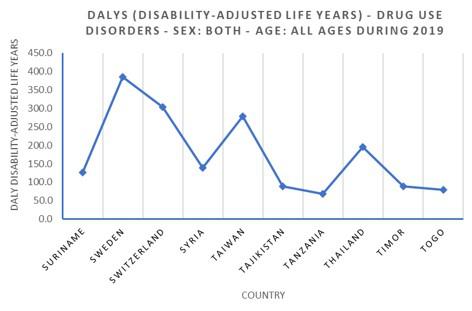 DALYS (DISABILITY-ADJUSTED LIFE YEARS) - DRUG USE
DISORDERS - SEX: BOTH - AGE: ALL AGES DURING 2019
DALY DISABILITY-ADJUSTED LIFE YEARS
450.0
400.0
350.0
300.0
250.0
200.0
150.0
100.0
50.0
0.0
SURINAME
SWEDEN
SWITZERLAND
SYRIA
TAIWAN
TAJIKISTAN
TANZANIA
THAILAND
TIMOR
TOGO
COUNTRY